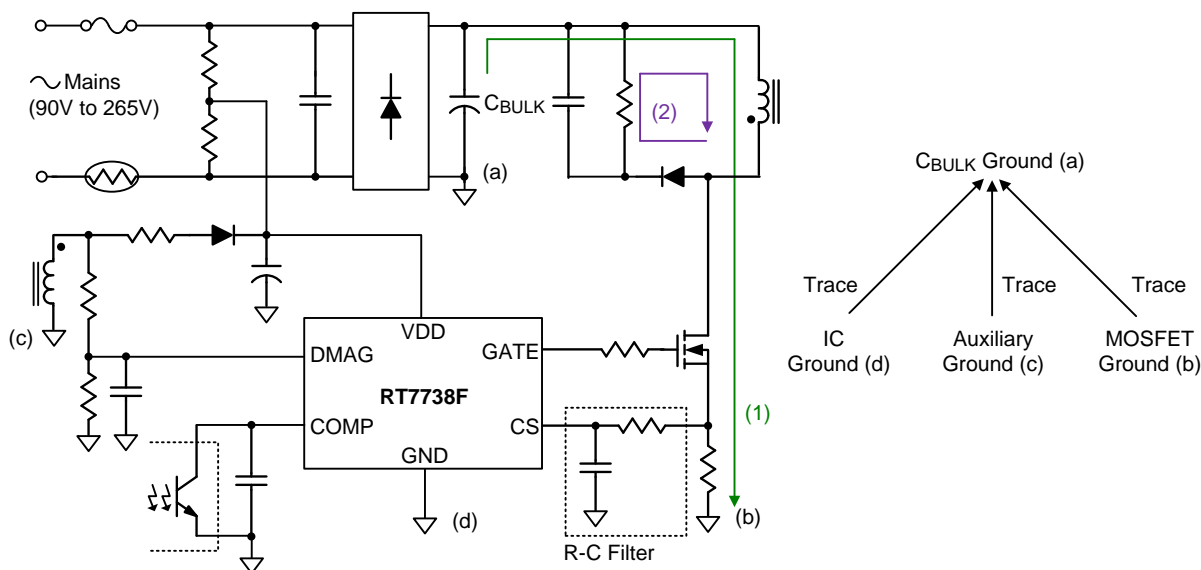 Mains
(90V to 265V)
CBULK
(a)
(2)
CBULK Ground (a)
Trace
Trace
Trace
IC
Ground (d)
Auxiliary
Ground (c)
MOSFET
Ground (b)
(c)
VDD
DMAG
GATE
RT7738F
COMP
CS
GND
(1)
(d)
(b)
R-C Filter